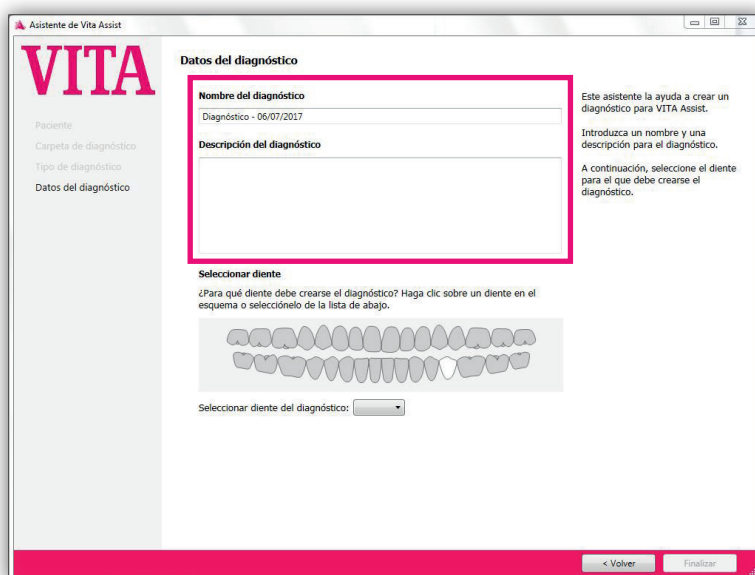 Asistente de Vita Assist
VITA
Paciente
Carpeta de diagnóstico
Tipo de diagnóstico
Datos del diagnóstico
Datos del diagnóstico
Nombre del diagnóstico
Diagnóstico - 06/07/2017
Descripción del diagnóstico
Seleccionar diente
¿Para qué diente debe crearse el diagnóstico? Haga clic sobre un diente en el
esquema o selecciónelo de la lista de abajo.
Seleccionar diente del diagnóstico:
Este asistente la ayuda a crear un
diagnóstico para VITA Assist.
Introduzca un nombre y una
descripción para el diagnóstico.
A continuación, seleccione el diente
para el que debe crearse el
diagnóstico.
< Volver
Finalizar